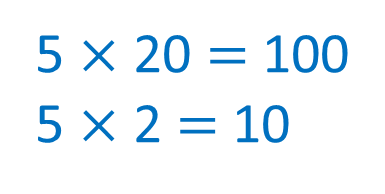 5 × 20 = 100
5 × 2 = 10